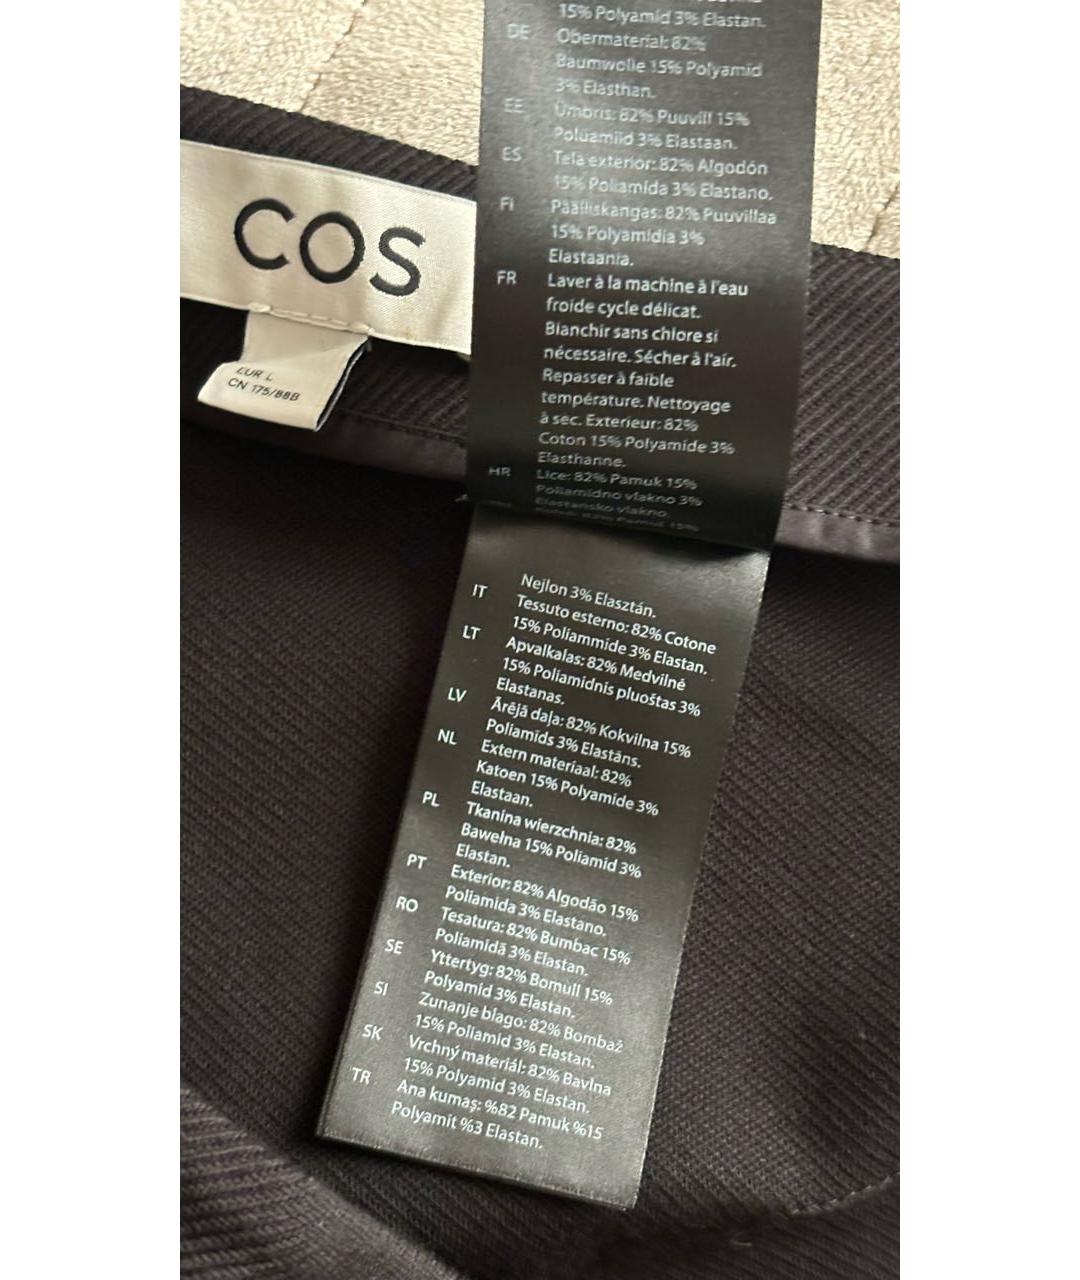 COS
EUR L
CN 175/88B
15% Polyamid 3% Elastan.
DE Obermaterial: 82%
Baumwolle 15% Polyamid
3% Elasthan.
EE Ümbris: 82% Puuvill 15%
Polüamiid 3% Elastaan.
ES Tela exterior: 82% Algodón
15% Poliamida 3% Elastano.
FI Päälliskangas: 82% Puuvillaa
15% Polyamidia 3%
Elastaania.
FR Laver à la machine à l'eau
froide cycle délicat.
Blanchir sans chlore si
nécessaire. Sécher à l'air.
Repasser à faible
température. Nettoyage
à sec. Exterieur: 82%
Coton 15% Polyamide 3%
Elasthanne.
HR Lice: 82% Pamuk 15%
Poliamidno vlakno 3%
Elastansko vlakno.
82% Pamut 15%
Nejlon 3% Elasztán.
IT Tessuto esterno: 82% Cotone
15% Poliammide 3% Elastan.
LT Apvalkalas: 82% Medvilnė
15% Poliamidnis pluoštas 3%
Elastanas.
LV Ārējā daļa: 82% Kokvilna 15%
Poliamīds 3% Elastāns.
NL Extern materiaal: 82%
Katoen 15% Polyamide 3%
Elastaan.
PL Tkanina wierzchnia: 82%
Bawełna 15% Poliamid 3%
Elastan.
PT Exterior: 82% Algodão 15%
Poliamida 3% Elastano.
RO Tesatura: 82% Bumbac 15%
Poliamidă 3% Elastan.
SE Yttertyg: 82% Bomull 15%
Polyamid 3% Elastan.
SI Zunanje blago: 82% Bombaž
15% Poliamid 3% Elastan.
SK Vrchný materiál: 82% Bavlna
15% Polyamid 3% Elastan.
TR Ana kumaş: %82 Pamuk %15
Polyamit %3 Elastan.